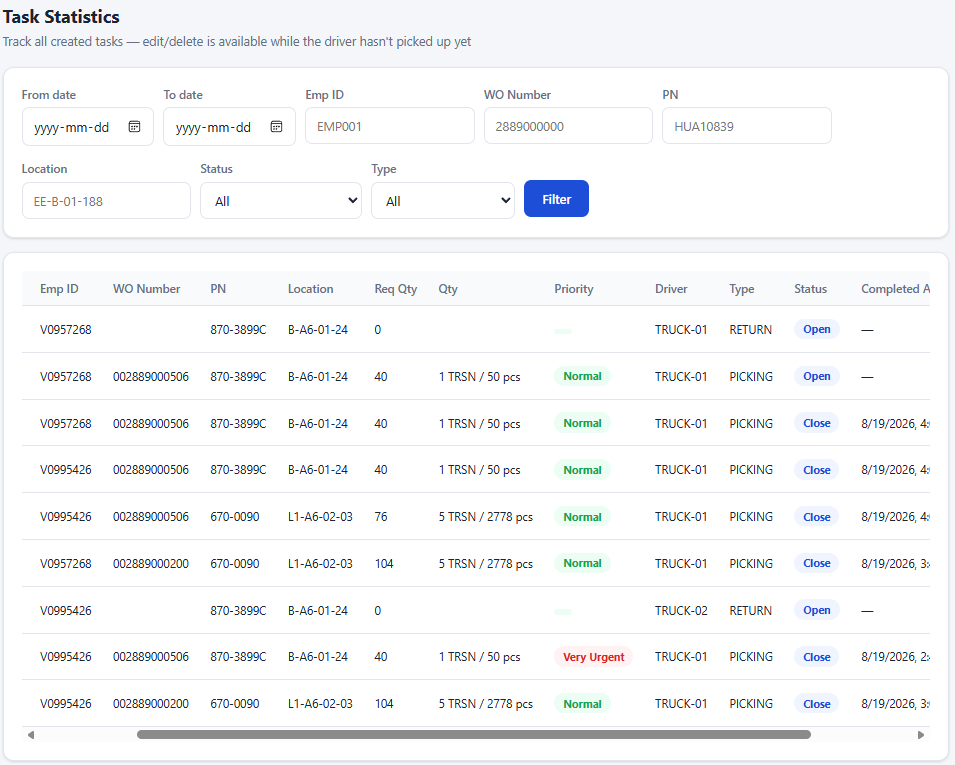 Task Statistics
Track all created tasks — edit/delete is available while the driver hasn't picked up yet
From date To date Emp ID WO Number PN
yyyy-mm-dd yyyy-mm-dd EMP001 2889000000 HUA10839
Location Status Type
EE-B-01-188 All All Filter
Emp ID WO Number PN Location Req Qty Qty Priority Driver Type Status Completed A
V0957268 870-3899C B-A6-01-24 0 TRUCK-01 RETURN Open —
V0957268 002889000506 870-3899C B-A6-01-24 40 1 TRSN / 50 pcs Normal TRUCK-01 PICKING Open —
V0957268 002889000506 870-3899C B-A6-01-24 40 1 TRSN / 50 pcs Normal TRUCK-01 PICKING Close 8/19/2026, 4:
V0995426 002889000506 870-3899C B-A6-01-24 40 1 TRSN / 50 pcs Normal TRUCK-01 PICKING Close 8/19/2026, 4:
V0995426 002889000506 670-0090 L1-A6-02-03 76 5 TRSN / 2778 pcs Normal TRUCK-01 PICKING Close 8/19/2026, 4:
V0957268 002889000200 670-0090 L1-A6-02-03 104 5 TRSN / 2778 pcs Normal TRUCK-01 PICKING Close 8/19/2026, 3:
V0995426 870-3899C B-A6-01-24 0 TRUCK-02 RETURN Open —
V0995426 002889000506 870-3899C B-A6-01-24 40 1 TRSN / 50 pcs Very Urgent TRUCK-01 PICKING Close 8/19/2026, 2:
V0995426 002889000200 670-0090 L1-A6-02-03 104 5 TRSN / 2778 pcs Normal TRUCK-01 PICKING Close 8/19/2026, 3: